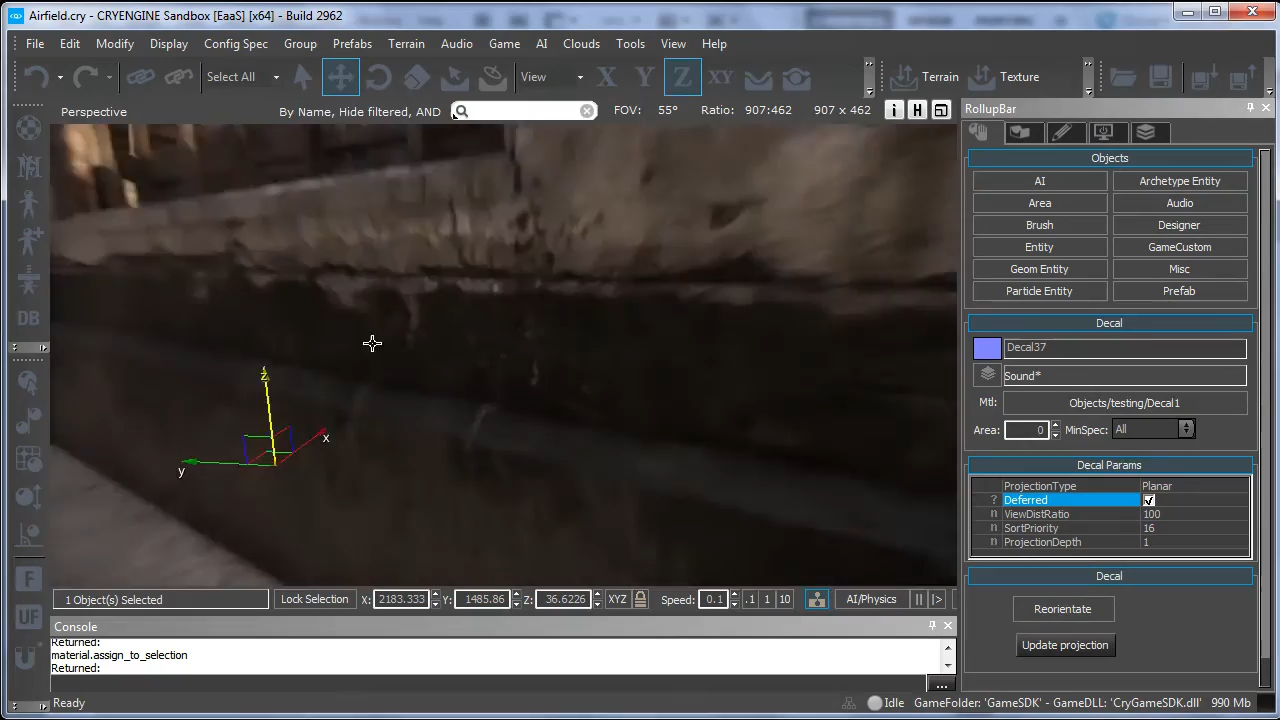 Airfield.cry - CRYENGINE Sandbox [EaaS] [x64] - Build 2962
File Edit Modify Display Config Spec Group Prefabs Terrain Audio Game AI Clouds Tools View Help
Select All View X Y Z XY Terrain Texture
Perspective By Name, Hide filtered, AND FOV: 55° Ratio: 907:462 907 x 462 i H
RollupBar
Objects
AI Archetype Entity
Area Audio
Brush Designer
Entity GameCustom
Geom Entity Misc
Particle Entity Prefab
DB
Decal
Decal37
Sound*
Mtl: Objects/testing/Decal1
Area: 0 MinSpec: All
Decal Params
ProjectionType Planar
? Deferred
n ViewDistRatio 100
n SortPriority 16
n ProjectionDepth 1
z
x
y
Decal
Reorientate
Update projection
F
UF
1 Object(s) Selected Lock Selection X: 2183.333 Y: 1485.86 Z: 36.6226 XYZ Speed: 0.1 .1 1 10 AI/Physics
Console
Returned:
material.assign_to_selection
Returned:
...
Ready Idle GameFolder: 'GameSDK' - GameDLL: 'CryGameSDK.dll' 990 Mb